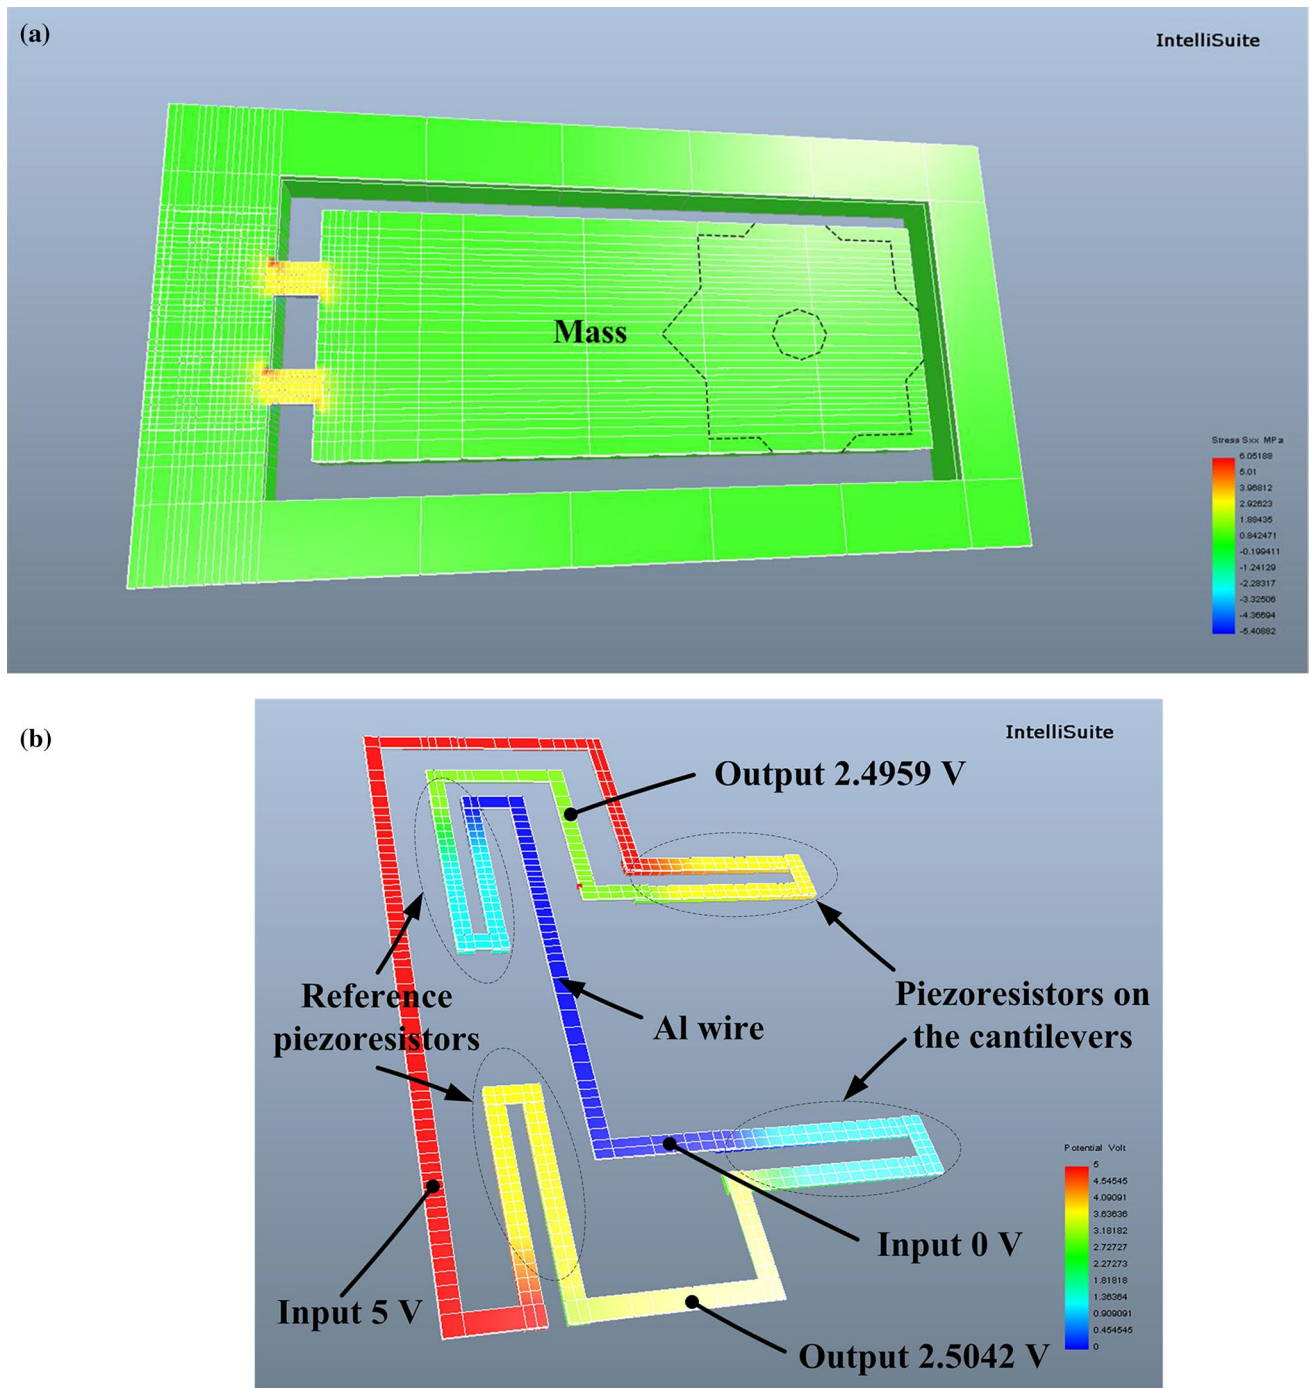 (a)
IntelliSuite
Mass
Stress Sxx MPa
6.05188
5.01
3.96812
2.92623
1.88435
0.842471
-0.199411
-1.24129
-2.28317
-3.32506
-4.36694
-5.40882
(b)
IntelliSuite
Output 2.4959 V
Reference
piezoresistors
Piezoresistors on
the cantilevers
Al wire
Potential Volt
5
4.54545
4.09091
3.63636
3.18182
2.72727
2.27273
1.81818
1.36364
0.909091
0.454545
0
Input 0 V
Input 5 V
Output 2.5042 V